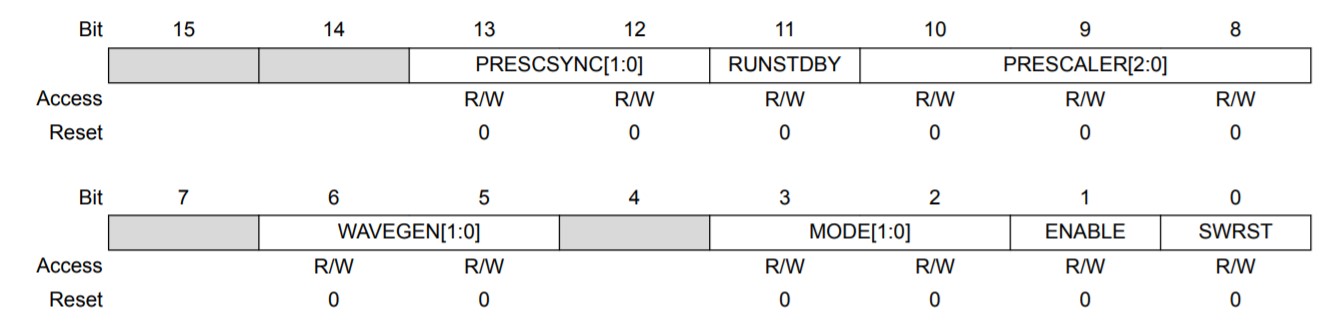 Bit 15 14 13 12 11 10 9 8
PRESCSYNC[1:0] RUNSTDBY PRESCALER[2:0]
Access R/W R/W R/W R/W R/W R/W
Reset 0 0 0 0 0 0
Bit 7 6 5 4 3 2 1 0
WAVEGEN[1:0] MODE[1:0] ENABLE SWRST
Access R/W R/W R/W R/W R/W R/W
Reset 0 0 0 0 0 0